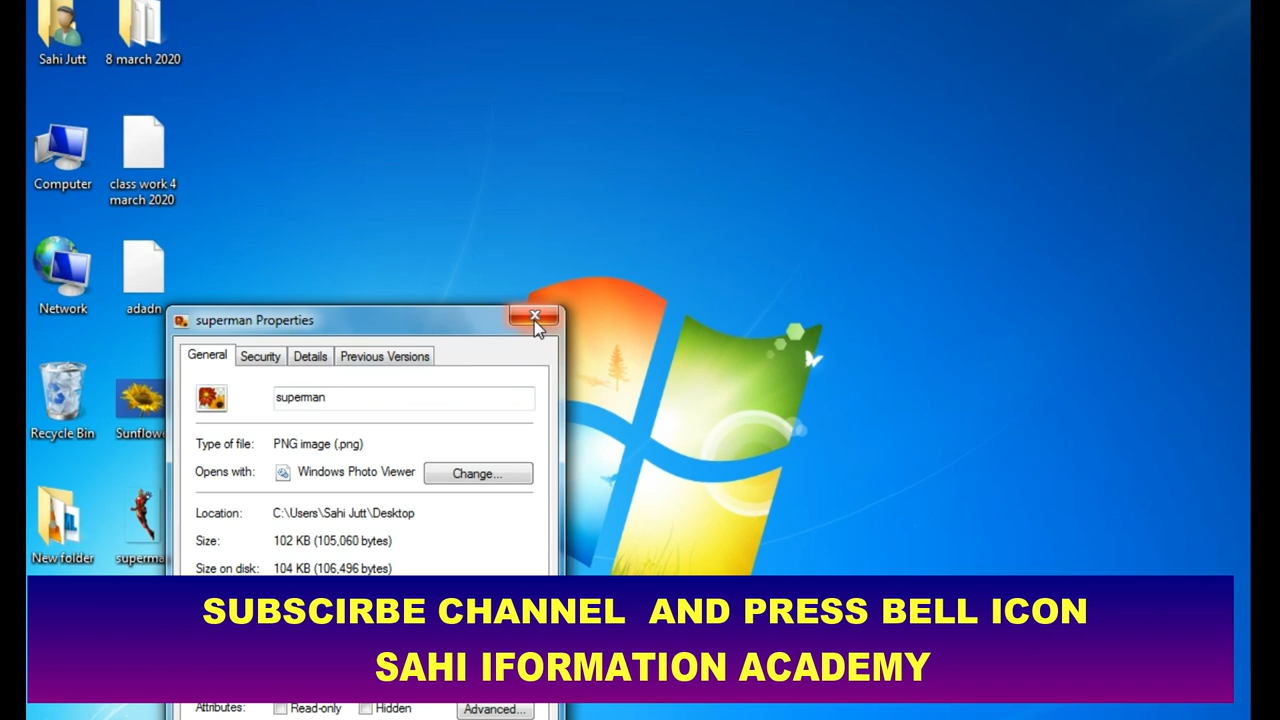 Sahi Jutt
8 march 2020
Computer
class work 4
march 2020
Network
adadn
Recycle Bin
Sunflowe
New folder
superma
superman Properties
General
Security
Details
Previous Versions
superman
Type of file:
PNG image (.png)
Opens with:
Windows Photo Viewer
Change...
Location:
C:\Users\Sahi Jutt\Desktop
Size:
102 KB (105,060 bytes)
Size on disk:
104 KB (106,496 bytes)
SUBSCIRBE CHANNEL AND PRESS BELL ICON
SAHI IFORMATION ACADEMY
Attributes:
Read-only
Hidden
Advanced...